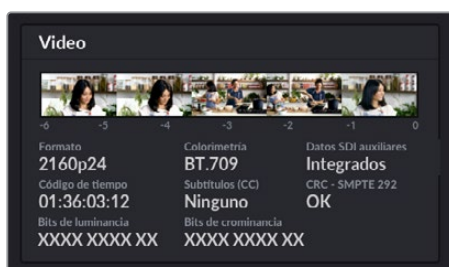 Video
-6 -5 -4 -3 -2 -1 0
Formato Colorimetría Datos SDI auxiliares
2160p24 BT.709 Integrados
Código de tiempo Subtítulos (CC) CRC - SMPTE 292
01:36:03:12 Ninguno OK
Bits de luminancia Bits de crominancia
XXXX XXXX XX XXXX XXXX XX